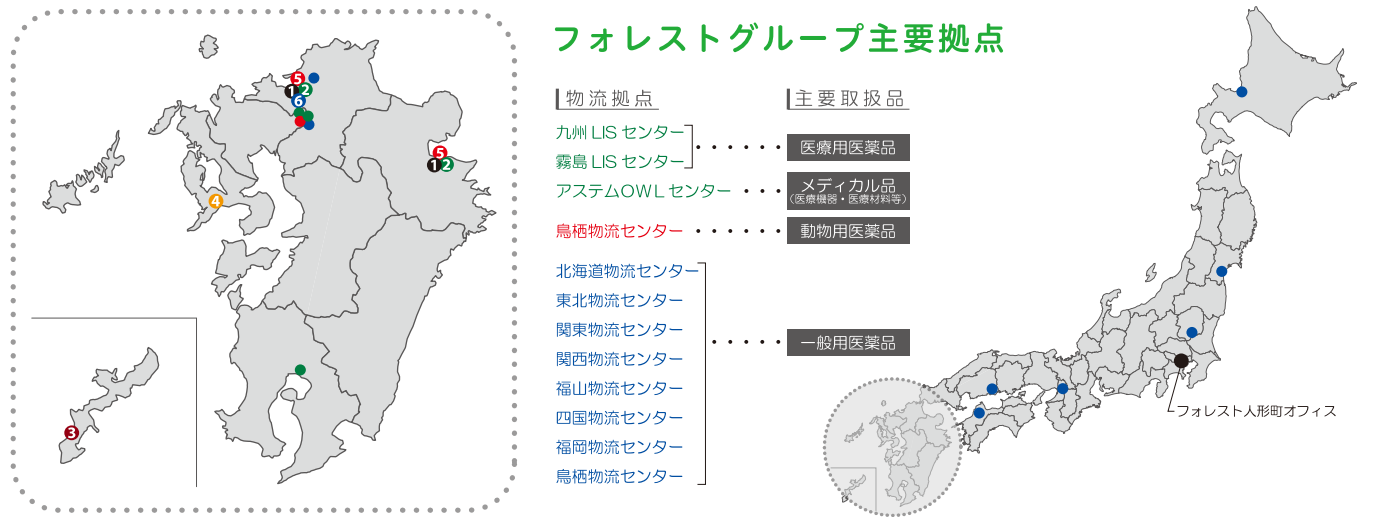 フォレストグループ主要拠点
物流拠点
主要取扱品
九州 LIS センター
霧島 LIS センター
医療用医薬品
アステムOWLセンター
メディカル品
（医療機器・医療材料等）
鳥栖物流センター
動物用医薬品
北海道物流センター
東北物流センター
関東物流センター
関西物流センター
福山物流センター
四国物流センター
福岡物流センター
鳥栖物流センター
一般用医薬品
5
1 2
6
5
1 2
4
3
フォレスト人形町オフィス